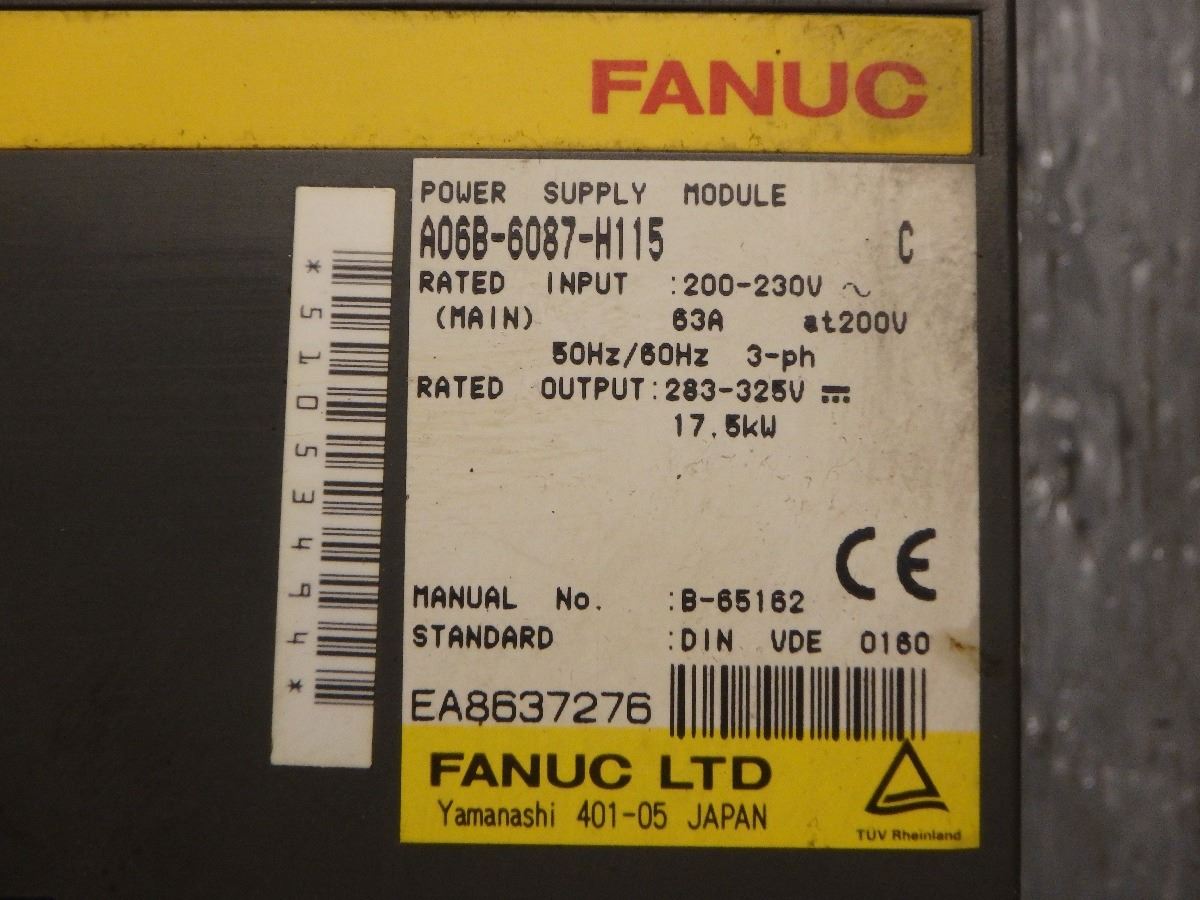 FANUC
POWER SUPPLY MODULE
A06B-6087-H115 C
RATED INPUT :200-230V ~
(MAIN) 63A at200V
50Hz/60Hz 3-ph
RATED OUTPUT:283-325V ⎓
17.5kW
CE
MANUAL No. :B-65162
STANDARD :DIN VDE 0160
EA8637276
FANUC LTD
Yamanashi 401-05 JAPAN
TÜV Rheinland
*51053494*